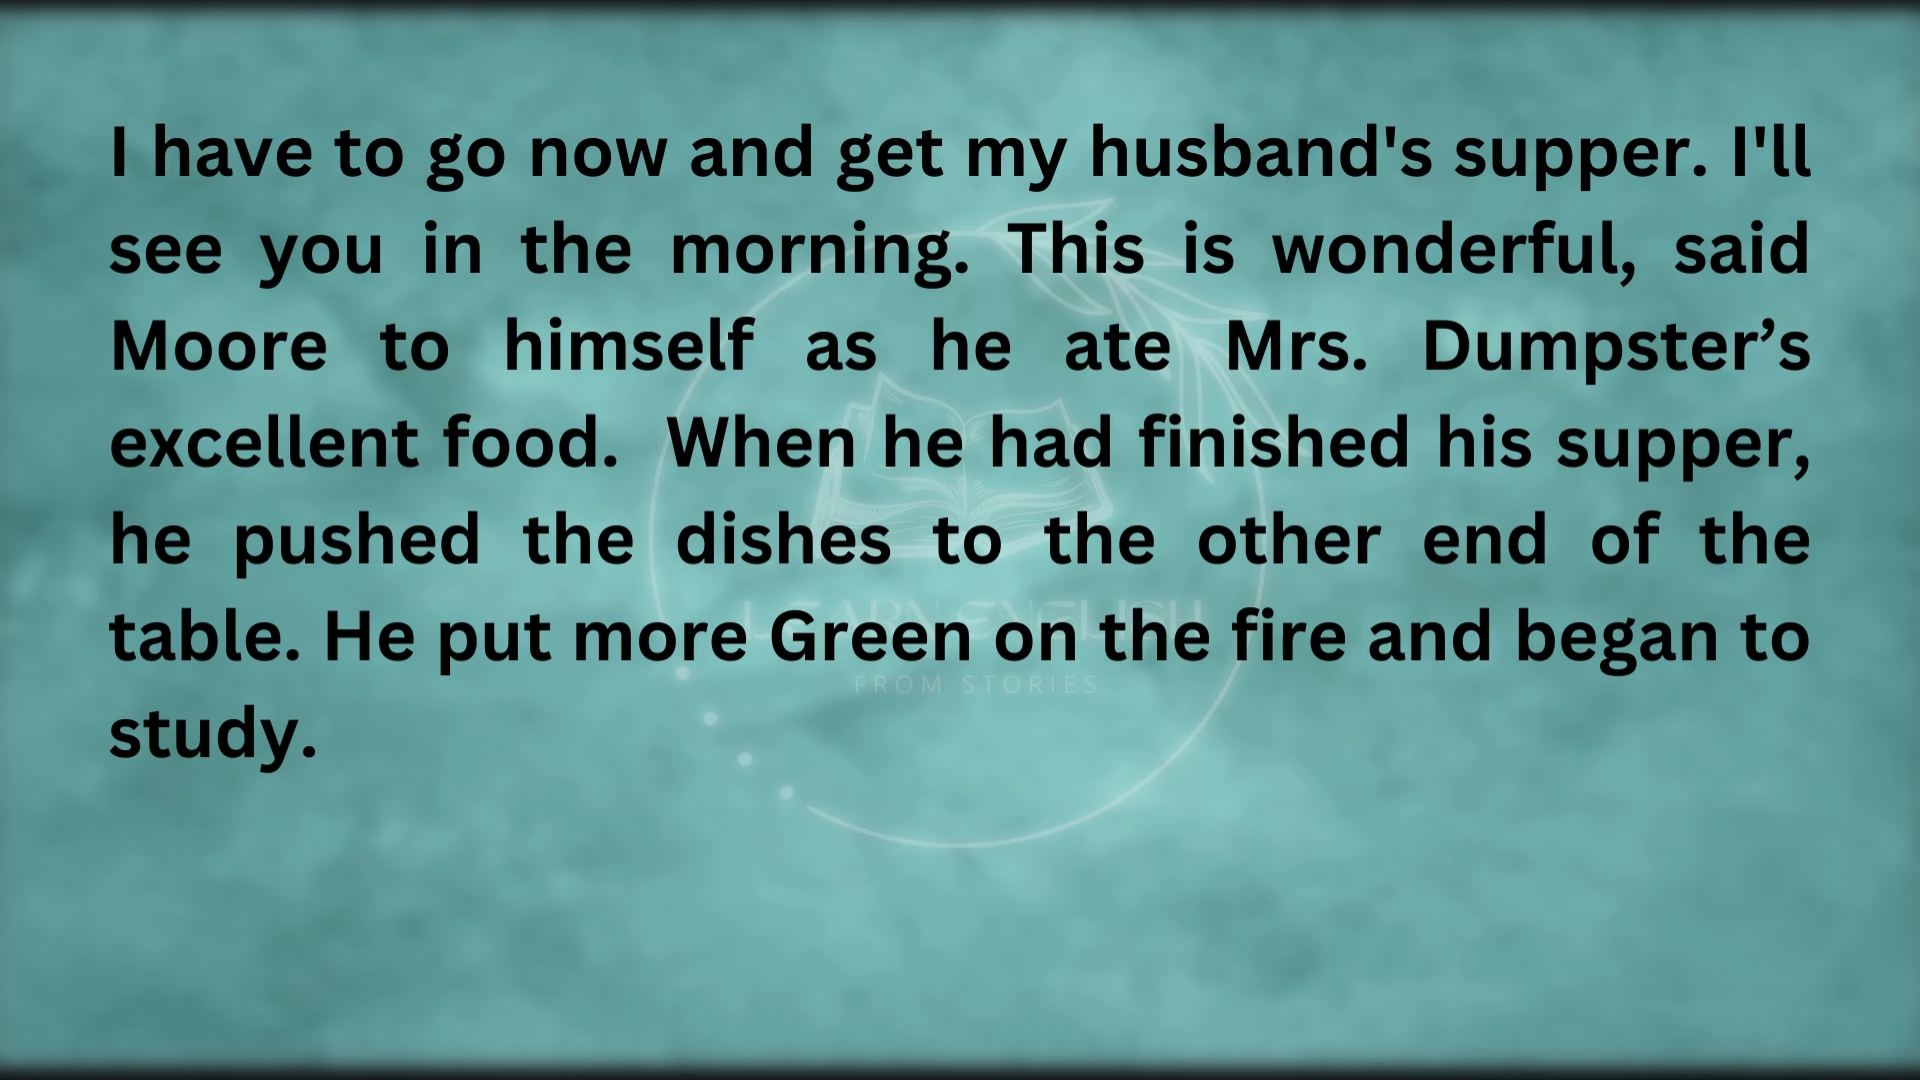 I have to go now and get my husband's supper. I'll
see you in the morning. This is wonderful, said
Moore to himself as he ate Mrs. Dumpster’s
excellent food.  When he had finished his supper,
he pushed the dishes to the other end of the
table. He put more Green on the fire and began to
study.
LEARN ENGLISH
FROM STORIES